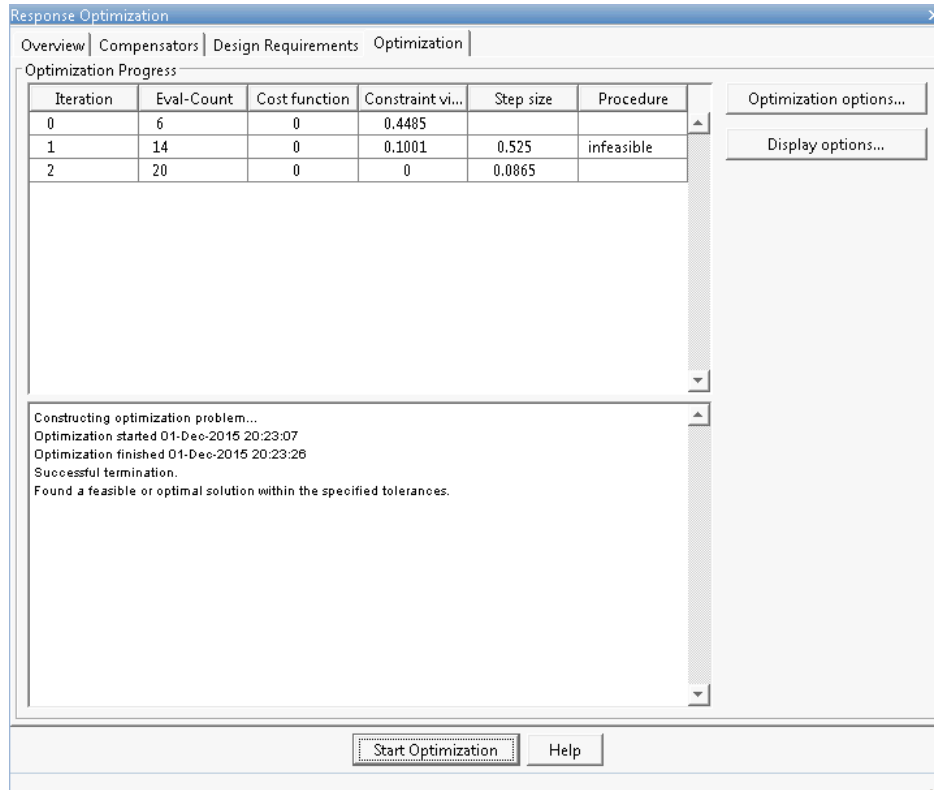 Response Optimization
Overview Compensators Design Requirements Optimization
Optimization Progress
Iteration Eval-Count Cost function Constraint vi... Step size Procedure
0 6 0 0.4485
1 14 0 0.1001 0.525 infeasible
2 20 0 0 0.0865
Optimization options...
Display options...
Constructing optimization problem...
Optimization started 01-Dec-2015 20:23:07
Optimization finished 01-Dec-2015 20:23:26
Successful termination.
Found a feasible or optimal solution within the specified tolerances.
Start Optimization Help